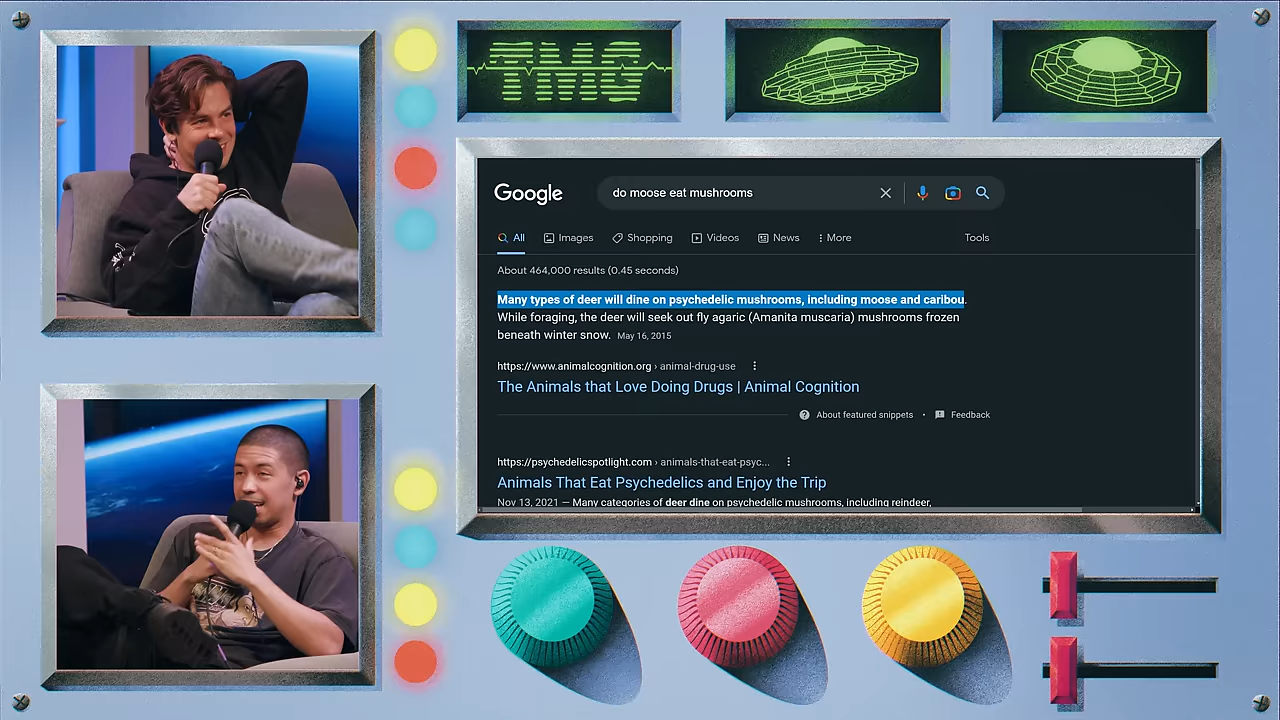 TMG
Google
do moose eat mushrooms
All Images Shopping Videos News More Tools
About 464,000 results (0.45 seconds)
Many types of deer will dine on psychedelic mushrooms, including moose and caribou.
While foraging, the deer will seek out fly agaric (Amanita muscaria) mushrooms frozen
beneath winter snow. May 16, 2015
https://www.animalcognition.org › animal-drug-use
The Animals that Love Doing Drugs | Animal Cognition
About featured snippets • Feedback
https://psychedelicspotlight.com › animals-that-eat-psyc...
Animals That Eat Psychedelics and Enjoy the Trip
Nov 13, 2021 — Many categories of deer dine on psychedelic mushrooms, including reindeer,